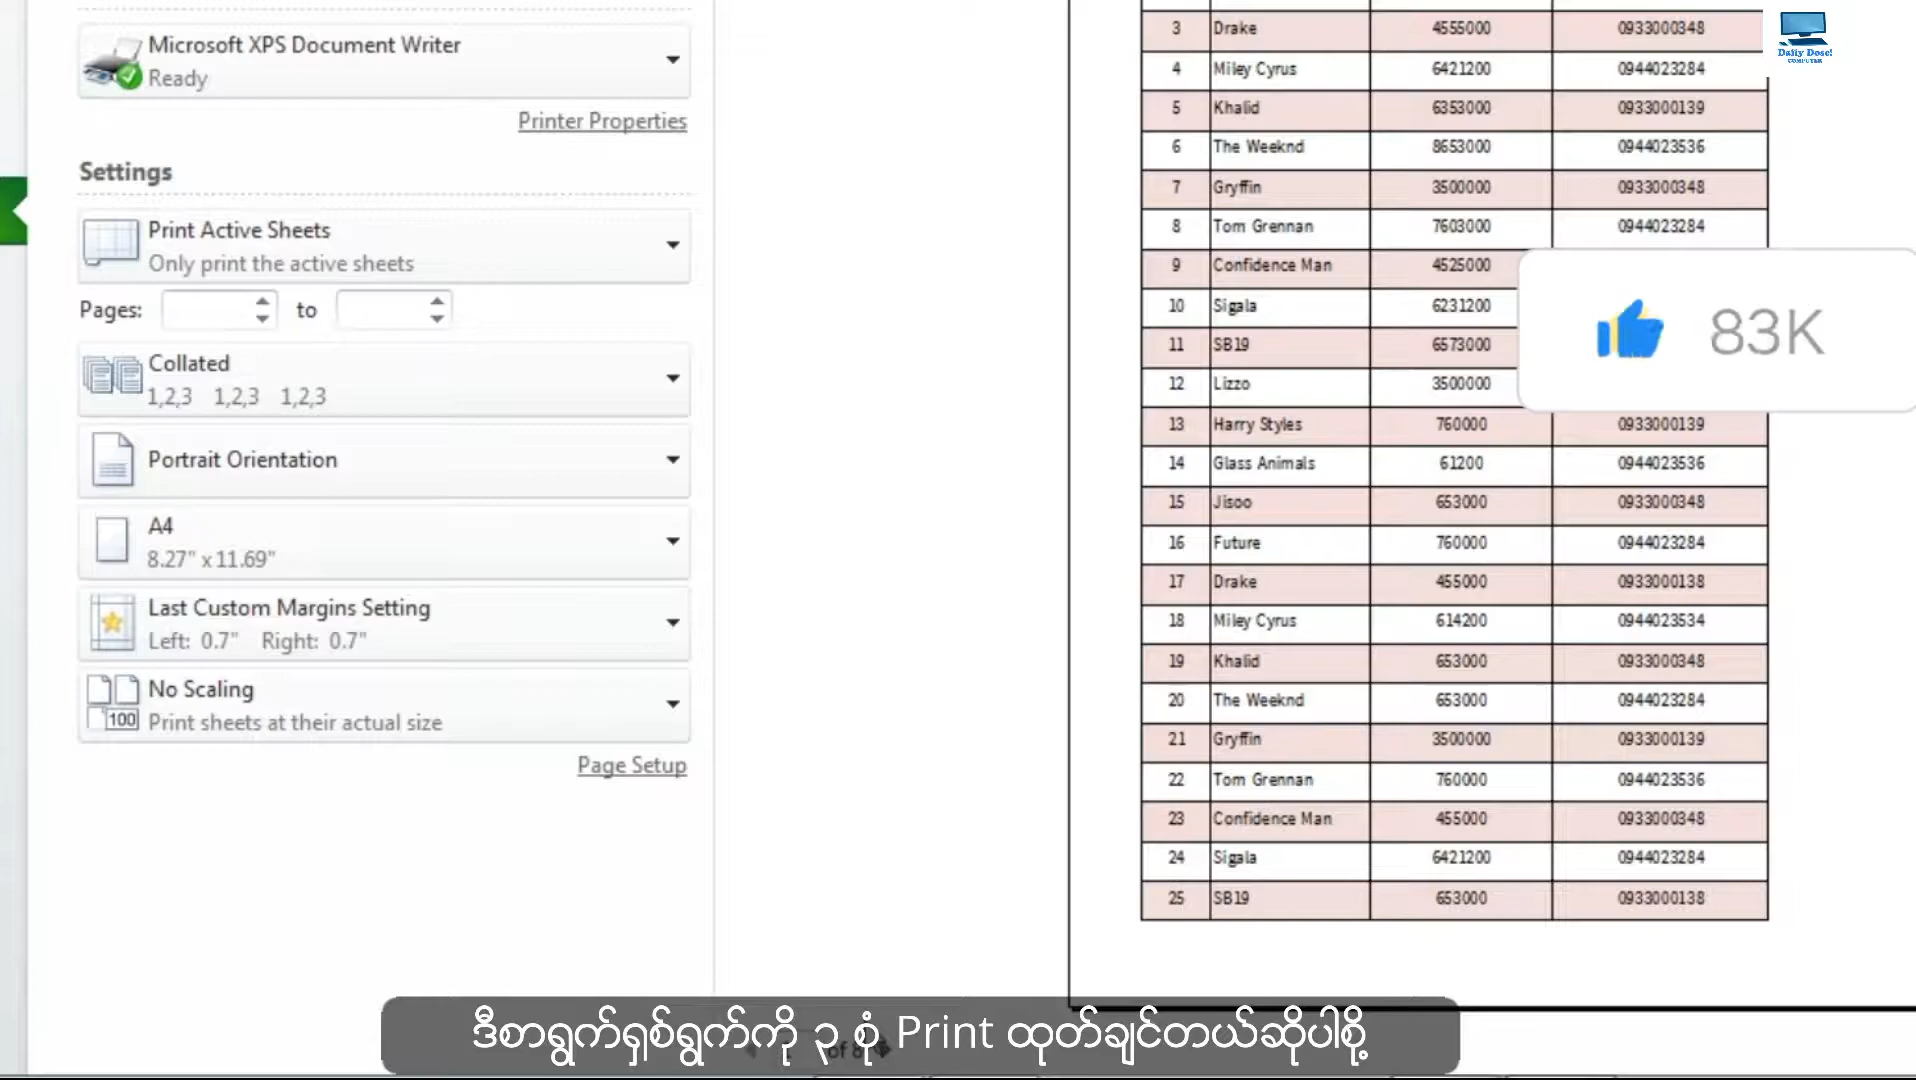 Microsoft XPS Document Writer
Ready
Printer Properties
Settings
Print Active Sheets
Only print the active sheets
Pages: to
Collated
1,2,3 1,2,3 1,2,3
Portrait Orientation
A4
8.27" x 11.69"
Last Custom Margins Setting
Left: 0.7" Right: 0.7"
No Scaling
100
Print sheets at their actual size
Page Setup
3 Drake 4555000 0933000348
4 Miley Cyrus 6421200 0944023284
5 Khalid 6353000 0933000139
6 The Weeknd 8653000 0944023536
7 Gryffin 3500000 0933000348
8 Tom Grennan 7603000 0944023284
9 Confidence Man 4525000
10 Sigala 6231200
11 SB19 6573000
12 Lizzo 3500000
13 Harry Styles 760000 0933000139
14 Glass Animals 61200 0944023536
15 Jisoo 653000 0933000348
16 Future 760000 0944023284
17 Drake 455000 0933000138
18 Miley Cyrus 614200 0944023534
19 Khalid 653000 0933000348
20 The Weeknd 653000 0944023284
21 Gryffin 3500000 0933000139
22 Tom Grennan 760000 0944023536
23 Confidence Man 455000 0933000348
24 Sigala 6421200 0944023284
25 SB19 653000 0933000138
Daily Dose!
COMPUTER
83K
of 8
ဒီစာရွက်ရှစ်ရွက်ကို ၃ စုံ Print ထုတ်ချင်တယ်ဆိုပါစို့